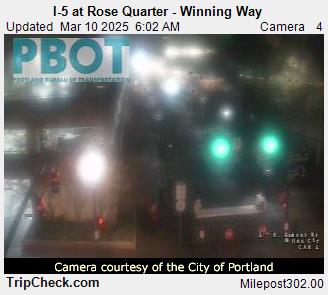 I-5 at Rose Quarter - Winning Way
Updated Mar 10 2025 6:02 AM Camera 4
PBOT
PORTLAND BUREAU OF TRANSPORTATION
Camera courtesy of the City of Portland
TripCheck.com Milepost302.00